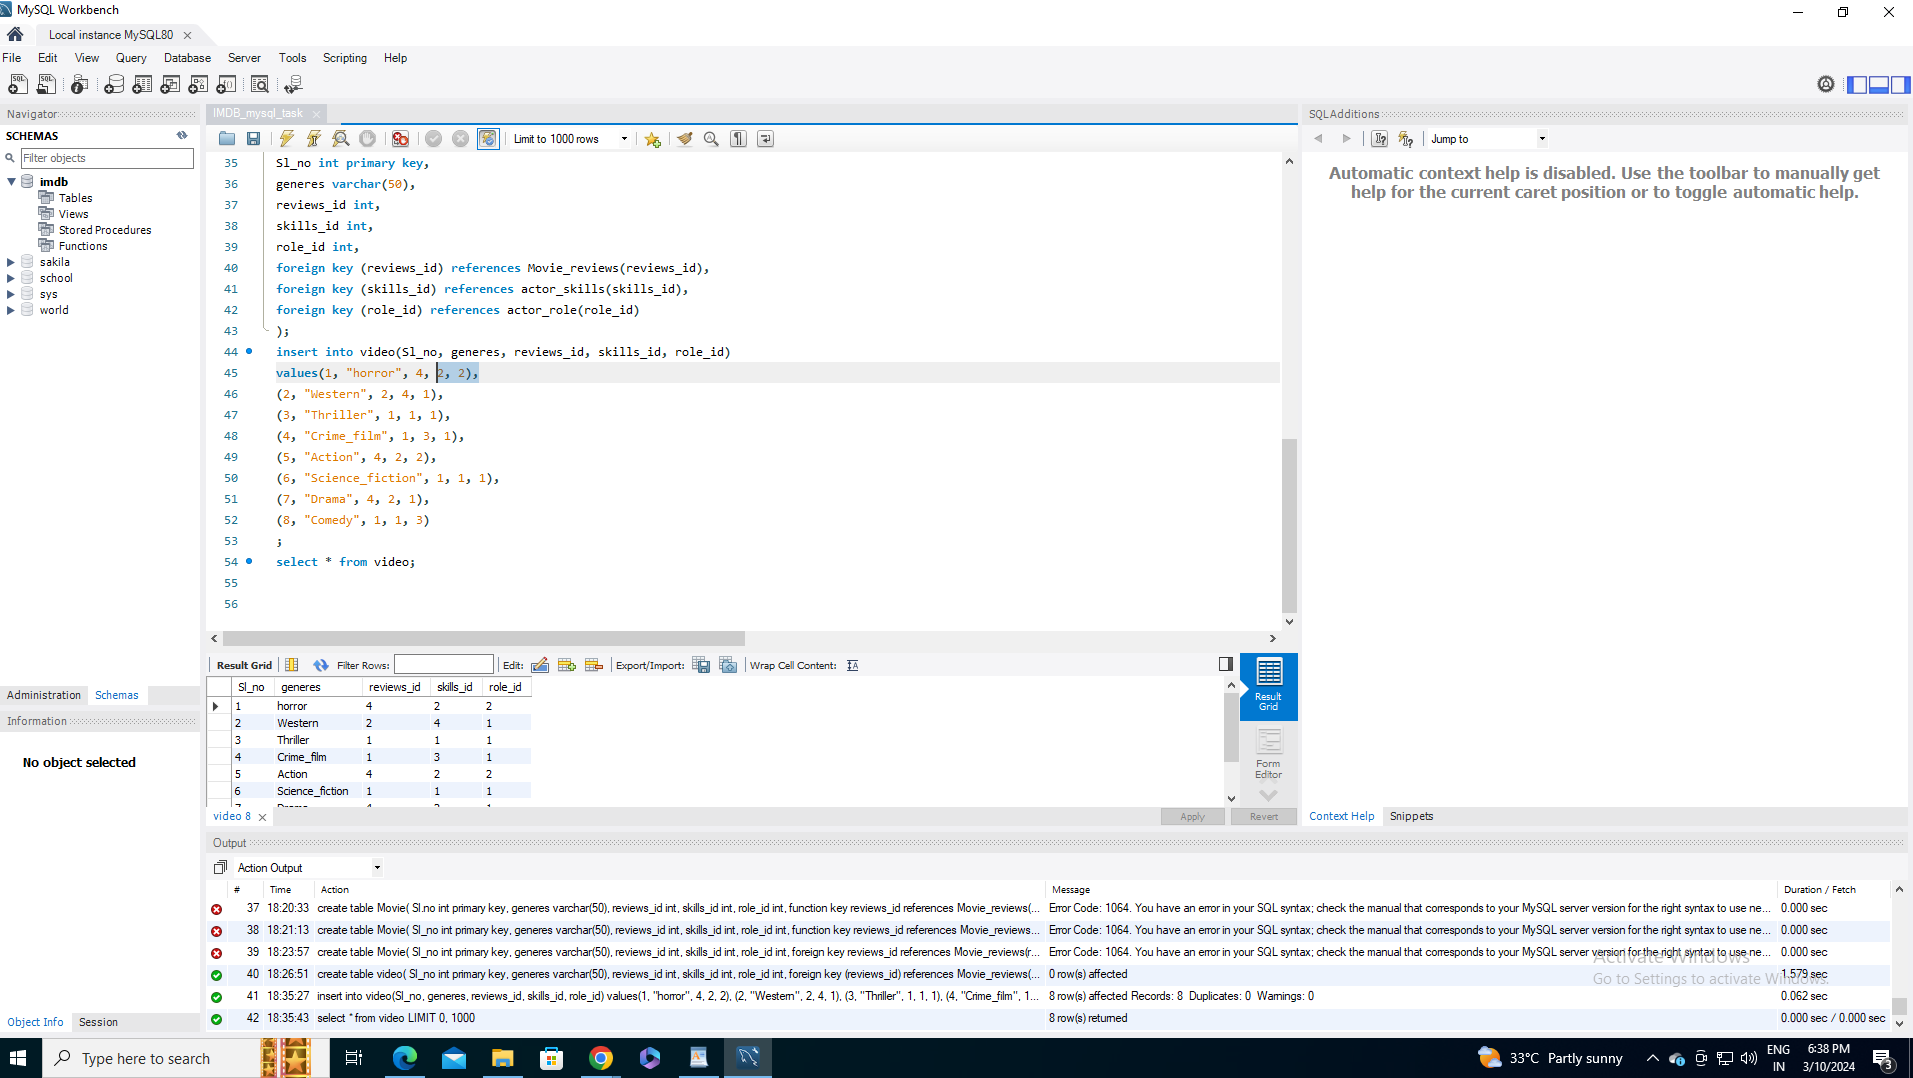 MySQL Workbench
Local instance MySQL80
File Edit View Query Database Server Tools Scripting Help
Navigator
SCHEMAS
Filter objects
imdb
Tables
Views
Stored Procedures
Functions
sakila
school
sys
world
Administration Schemas
Information
No object selected
Object Info Session
IMDB_mysql_task
Limit to 1000 rows
35 Sl_no int primary key,
36 generes varchar(50),
37 reviews_id int,
38 skills_id int,
39 role_id int,
40 foreign key (reviews_id) references Movie_reviews(reviews_id),
41 foreign key (skills_id) references actor_skills(skills_id),
42 foreign key (role_id) references actor_role(role_id)
43 );
44 insert into video(Sl_no, generes, reviews_id, skills_id, role_id)
45 values(1, "horror", 4, 2, 2),
46 (2, "Western", 2, 4, 1),
47 (3, "Thriller", 1, 1, 1),
48 (4, "Crime_film", 1, 3, 1),
49 (5, "Action", 4, 2, 2),
50 (6, "Science_fiction", 1, 1, 1),
51 (7, "Drama", 4, 2, 1),
52 (8, "Comedy", 1, 1, 3)
53 ;
54 select * from video;
55
56
Result Grid Filter Rows: Edit: Export/Import: Wrap Cell Content:
Sl_no generes reviews_id skills_id role_id
1 horror 4 2 2
2 Western 2 4 1
3 Thriller 1 1 1
4 Crime_film 1 3 1
5 Action 4 2 2
6 Science_fiction 1 1 1
Result
Grid
Form
Editor
video 8
Apply Revert
SQLAdditions
Jump to
Automatic context help is disabled. Use the toolbar to manually get
help for the current caret position or to toggle automatic help.
Context Help Snippets
Output
Action Output
# Time Action Message Duration / Fetch
37 18:20:33 create table Movie( Sl.no int primary key, generes varchar(50), reviews_id int, skills_id int, role_id int, function key reviews_id references Movie_reviews(... Error Code: 1064. You have an error in your SQL syntax; check the manual that corresponds to your MySQL server version for the right syntax to use ne... 0.000 sec
38 18:21:13 create table Movie( Sl_no int primary key, generes varchar(50), reviews_id int, skills_id int, role_id int, function key reviews_id references Movie_reviews... Error Code: 1064. You have an error in your SQL syntax; check the manual that corresponds to your MySQL server version for the right syntax to use ne... 0.000 sec
39 18:23:57 create table Movie( Sl_no int primary key, generes varchar(50), reviews_id int, skills_id int, role_id int, foreign key reviews_id references Movie_reviews(r... Error Code: 1064. You have an error in your SQL syntax; check the manual that corresponds to your MySQL server version for the right syntax to use ne... 0.000 sec
40 18:26:51 create table video( Sl_no int primary key, generes varchar(50), reviews_id int, skills_id int, role_id int, foreign key (reviews_id) references Movie_reviews(... 0 row(s) affected 1.579 sec
41 18:35:27 insert into video(Sl_no, generes, reviews_id, skills_id, role_id) values(1, "horror", 4, 2, 2), (2, "Western", 2, 4, 1), (3, "Thriller", 1, 1, 1), (4, "Crime_film", 1... 8 row(s) affected Records: 8 Duplicates: 0 Warnings: 0 0.062 sec
42 18:35:43 select * from video LIMIT 0, 1000 8 row(s) returned 0.000 sec / 0.000 sec
Activate Windows
Go to Settings to activate Windows.
Type here to search
33°C Partly sunny
ENG
IN
6:38 PM
3/10/2024
3